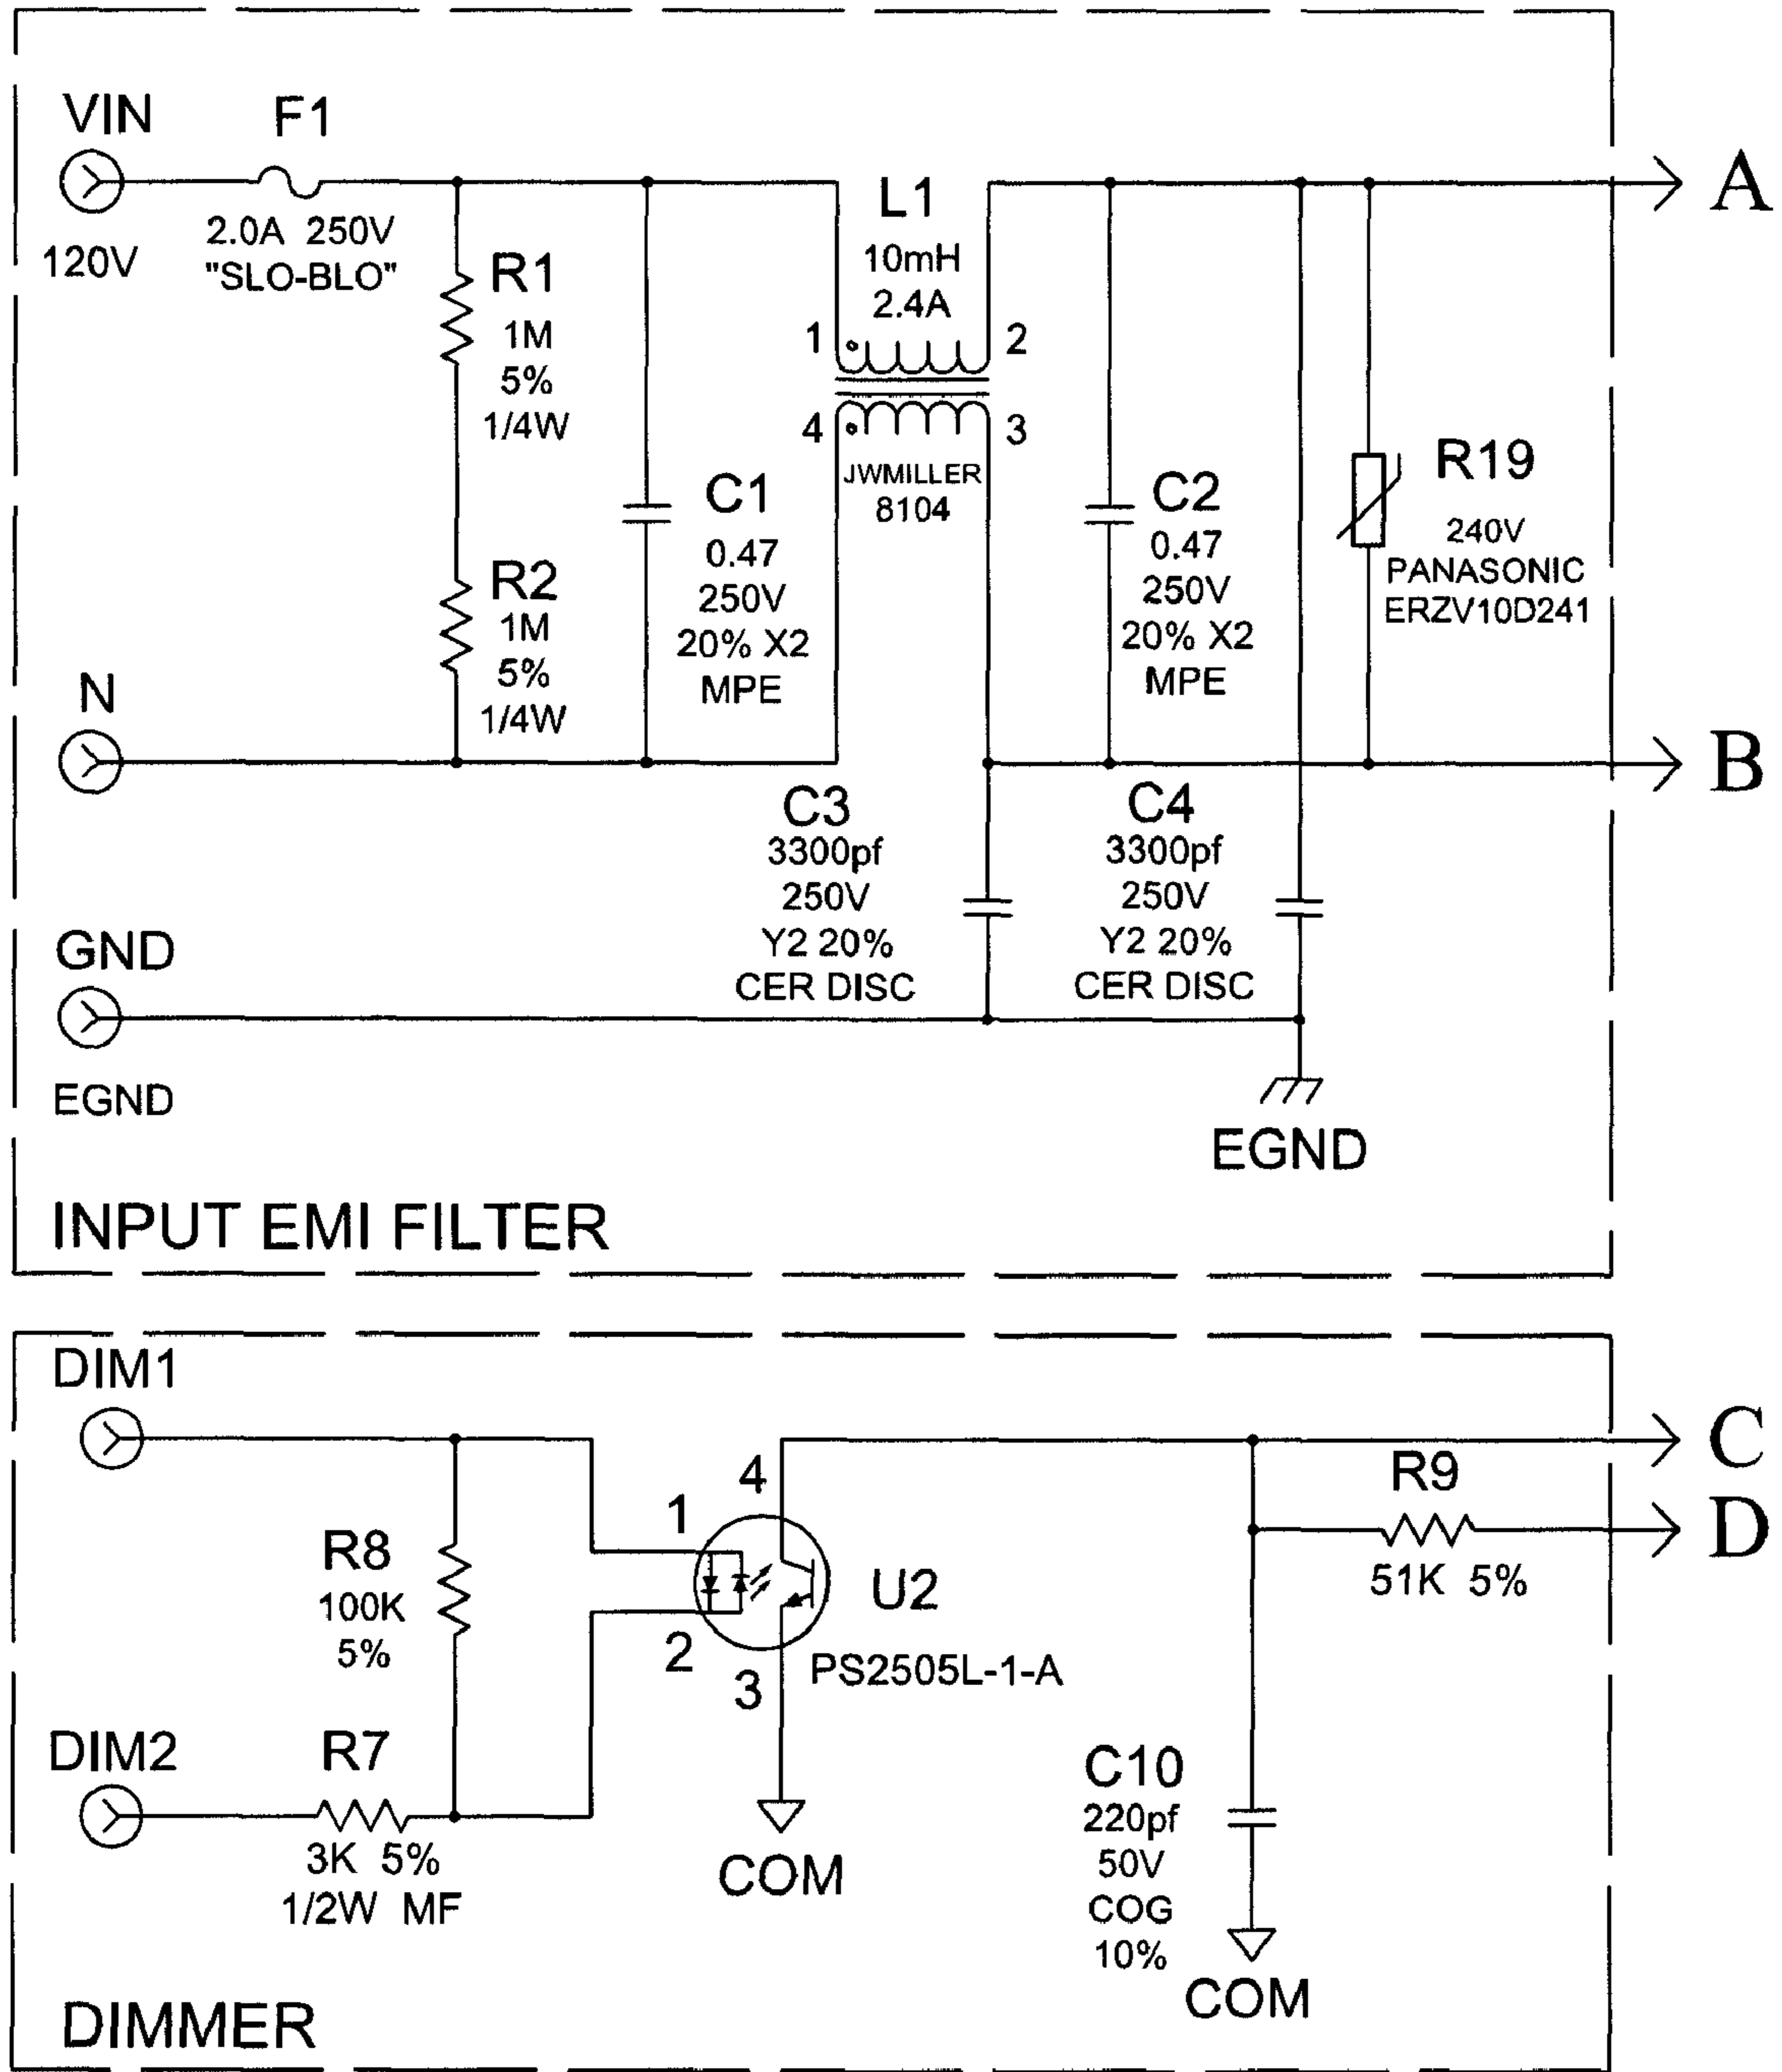 VIN
F1
120V
2.0A 250V
"SLO-BLO"
R1
1M
5%
1/4W
R2
1M
5%
1/4W
C1
0.47
250V
20% X2
MPE
L1
10mH
2.4A
1
2
4
3
JWMILLER
8104
C2
0.47
250V
20% X2
MPE
R19
240V
PANASONIC
ERZV10D241
A
N
B
C3
3300pf
250V
Y2 20%
CER DISC
C4
3300pf
250V
Y2 20%
CER DISC
GND
EGND
EGND
INPUT EMI FILTER
DIM1
R8
100K
5%
DIM2
R7
3K 5%
1/2W MF
1
2
4
3
U2
PS2505L-1-A
COM
C
R9
51K 5%
D
C10
220pf
50V
COG
10%
COM
DIMMER